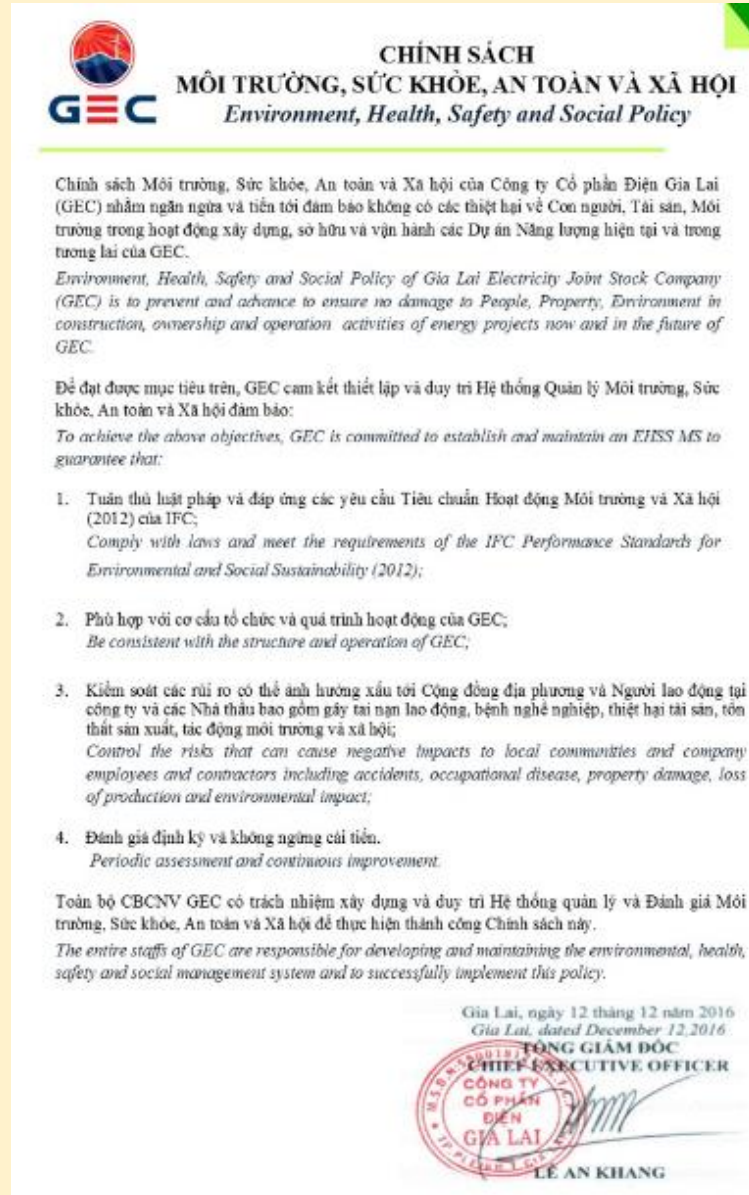 GEC
CHÍNH SÁCH
MÔI TRƯỜNG, SỨC KHỎE, AN TOÀN VÀ XÃ HỘI
Environment, Health, Safety and Social Policy
Chính sách Môi trường, Sức khỏe, An toàn và Xã hội của Công ty Cổ phần Điện Gia Lai
(GEC) nhằm ngăn ngừa và tiến tới đảm bảo không có các thiệt hại về Con người, Tài sản, Môi
trường trong hoạt động xây dựng, sở hữu và vận hành các Dự án Năng lượng hiện tại và trong
tương lai của GEC.
Environment, Health, Safety and Social Policy of Gia Lai Electricity Joint Stock Company
(GEC) is to prevent and advance to ensure no damage to People, Property, Environment in
construction, ownership and operation activities of energy projects now and in the future of
GEC.
Để đạt được mục tiêu trên, GEC cam kết thiết lập và duy trì Hệ thống Quản lý Môi trường, Sức
khỏe, An toàn và Xã hội đảm bảo:
To achieve the above objectives, GEC is committed to establish and maintain an EHSS MS to
guarantee that:
1. Tuân thủ luật pháp và đáp ứng các yêu cầu Tiêu chuẩn Hoạt động Môi trường và Xã hội
(2012) của IFC;
Comply with laws and meet the requirements of the IFC Performance Standards for
Environmental and Social Sustainability (2012);
2. Phù hợp với cơ cấu tổ chức và quá trình hoạt động của GEC;
Be consistent with the structure and operation of GEC;
3. Kiểm soát các rủi ro có thể ảnh hưởng xấu tới Cộng đồng địa phương và Người lao động tại
công ty và các Nhà thầu bao gồm gây tai nạn lao động, bệnh nghề nghiệp, thiệt hại tài sản, tổn
thất sản xuất, tác động môi trường và xã hội;
Control the risks that can cause negative impacts to local communities and company
employees and contractors including accidents, occupational disease, property damage, loss
of production and environmental impact;
4. Đánh giá định kỳ và không ngừng cải tiến.
Periodic assessment and continuous improvement.
Toàn bộ CBCNV GEC có trách nhiệm xây dựng và duy trì Hệ thống quản lý và Đánh giá Môi
trường, Sức khỏe, An toàn và Xã hội để thực hiện thành công Chính sách này.
The entire staffs of GEC are responsible for developing and maintaining the environmental, health,
safety and social management system and to successfully implement this policy.
Gia Lai, ngày 12 tháng 12 năm 2016
Gia Lai, dated December 12,2016
TỔNG GIÁM ĐỐC
CHIEF EXECUTIVE OFFICER
CÔNG TY
CỔ PHẦN
ĐIỆN
GIA LAI
LÊ AN KHANG